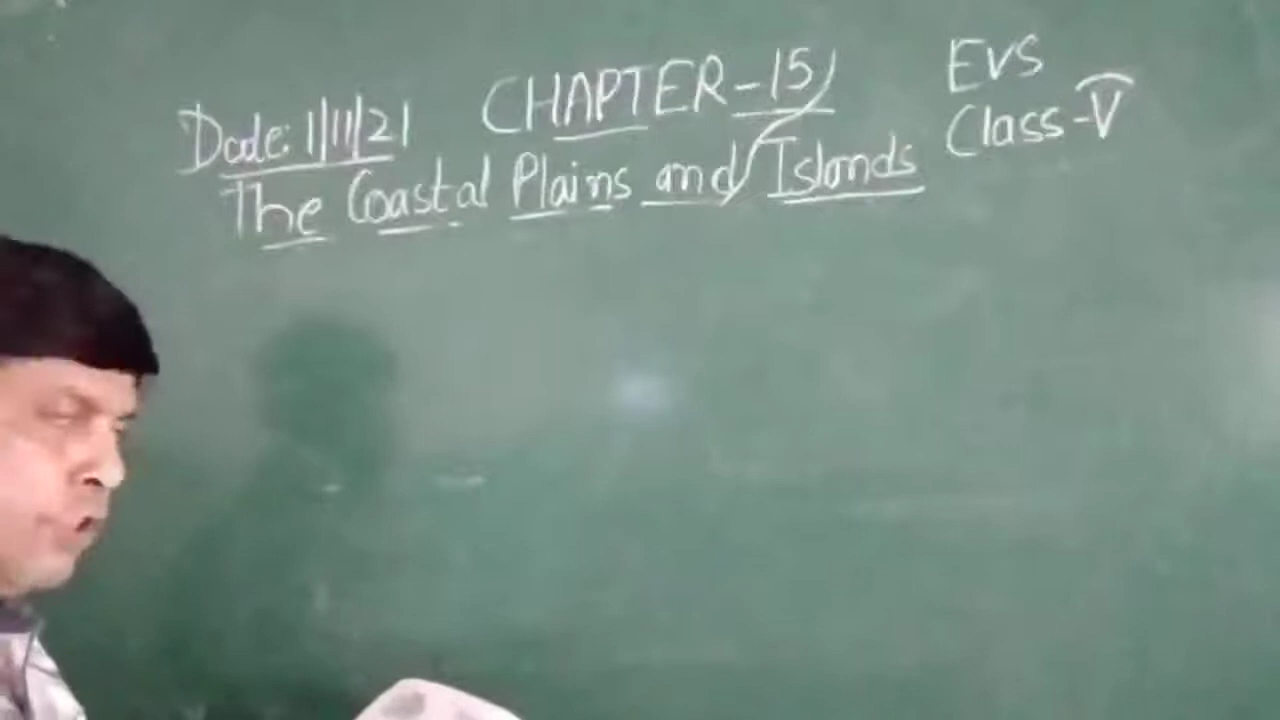 Date: 1/11/21 CHAPTER-15 EVS
The Coastal Plains and Islands Class-V